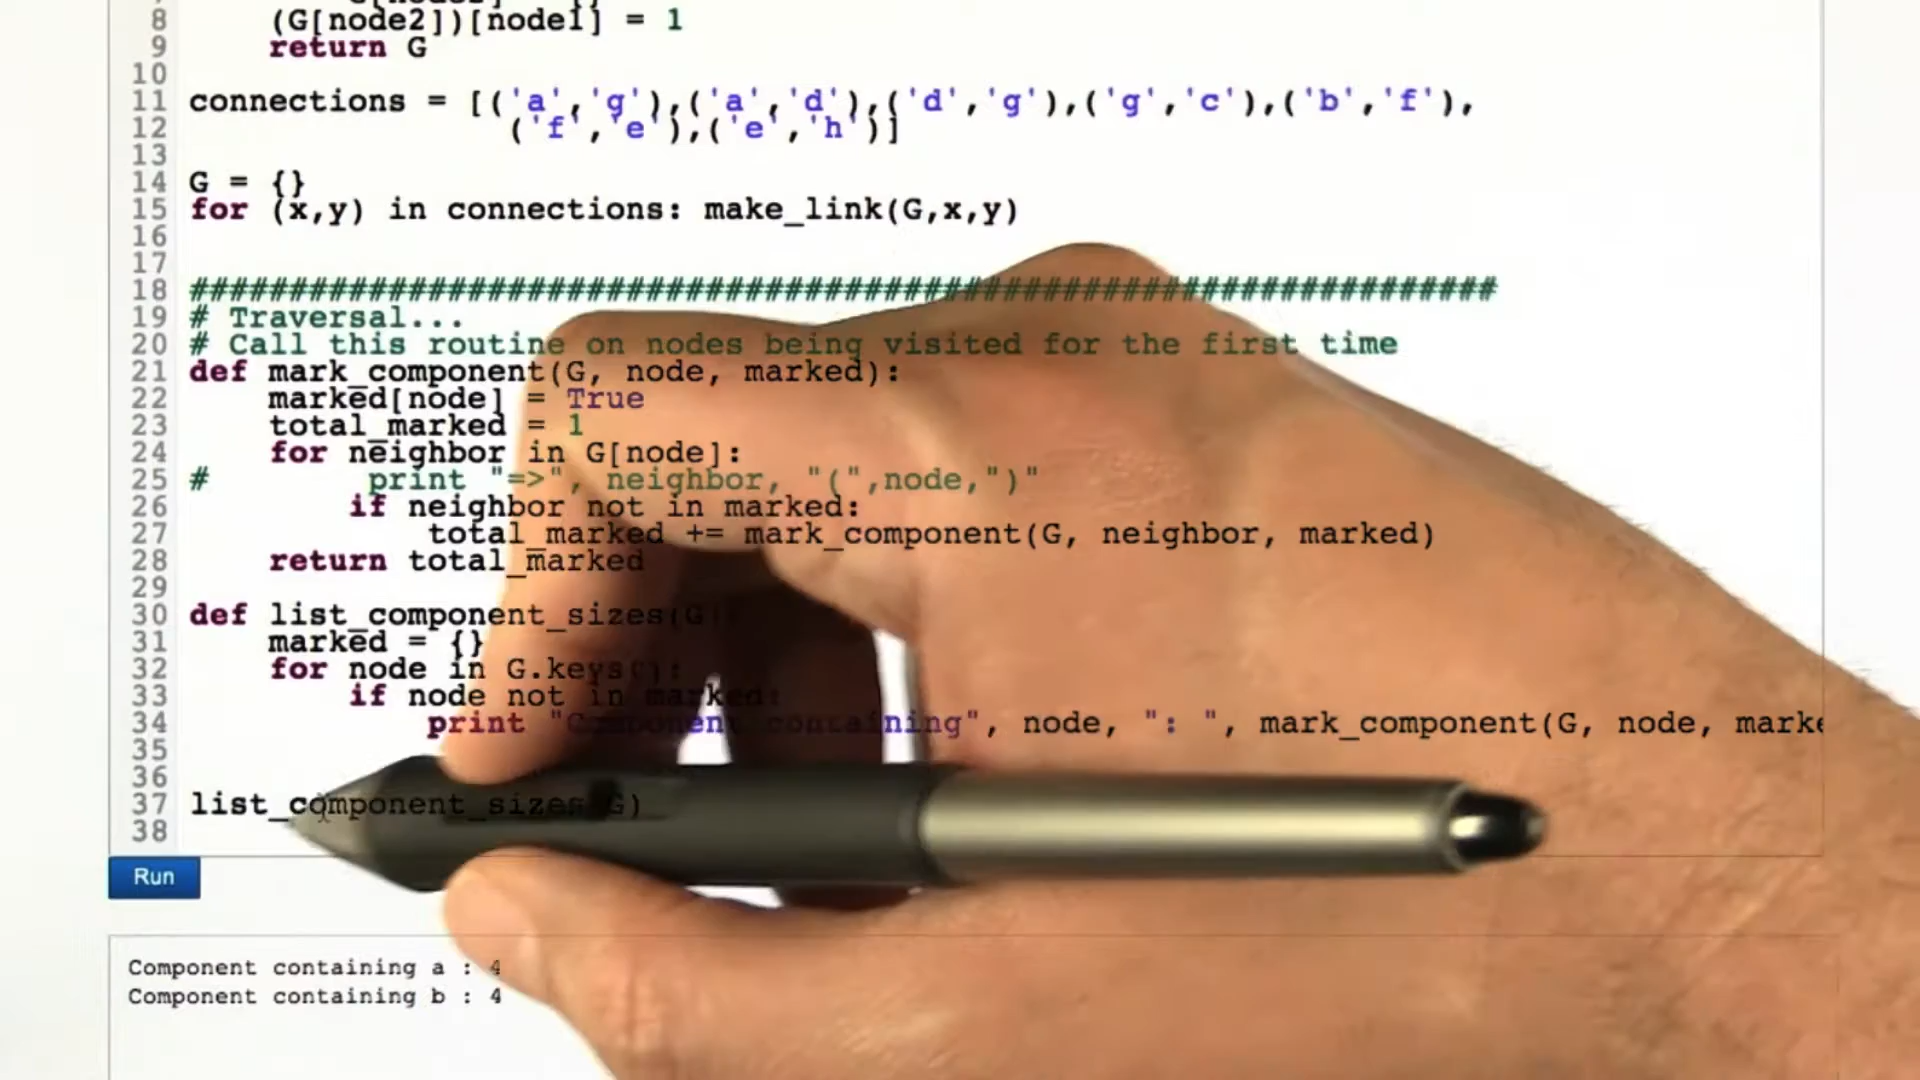 8 (G[node2])[node1] = 1
9 return G
10
11 connections = [('a','g'),('a','d'),('d','g'),('g','c'),('b','f'),
12 ('f','e'),('e','h')]
13
14 G = {}
15 for (x,y) in connections: make_link(G,x,y)
16
17
18 ##################################################################
19 # Traversal...
20 # Call this routine on nodes being visited for the first time
21 def mark_component(G, node, marked):
22 marked[node] = True
23 total_marked = 1
24 for neighbor in G[node]:
25 # print "=>", neighbor, "(",node,")"
26 if neighbor not in marked:
27 total_marked += mark_component(G, neighbor, marked)
28 return total_marked
29
30 def list_component_sizes(G):
31 marked = {}
32 for node in G.keys():
33 if node not in marked:
34 print "Component containing", node, ": ", mark_component(G, node, marke
35
36
37 list_component_sizes(G)
38
Run
Component containing a : 4
Component containing b : 4